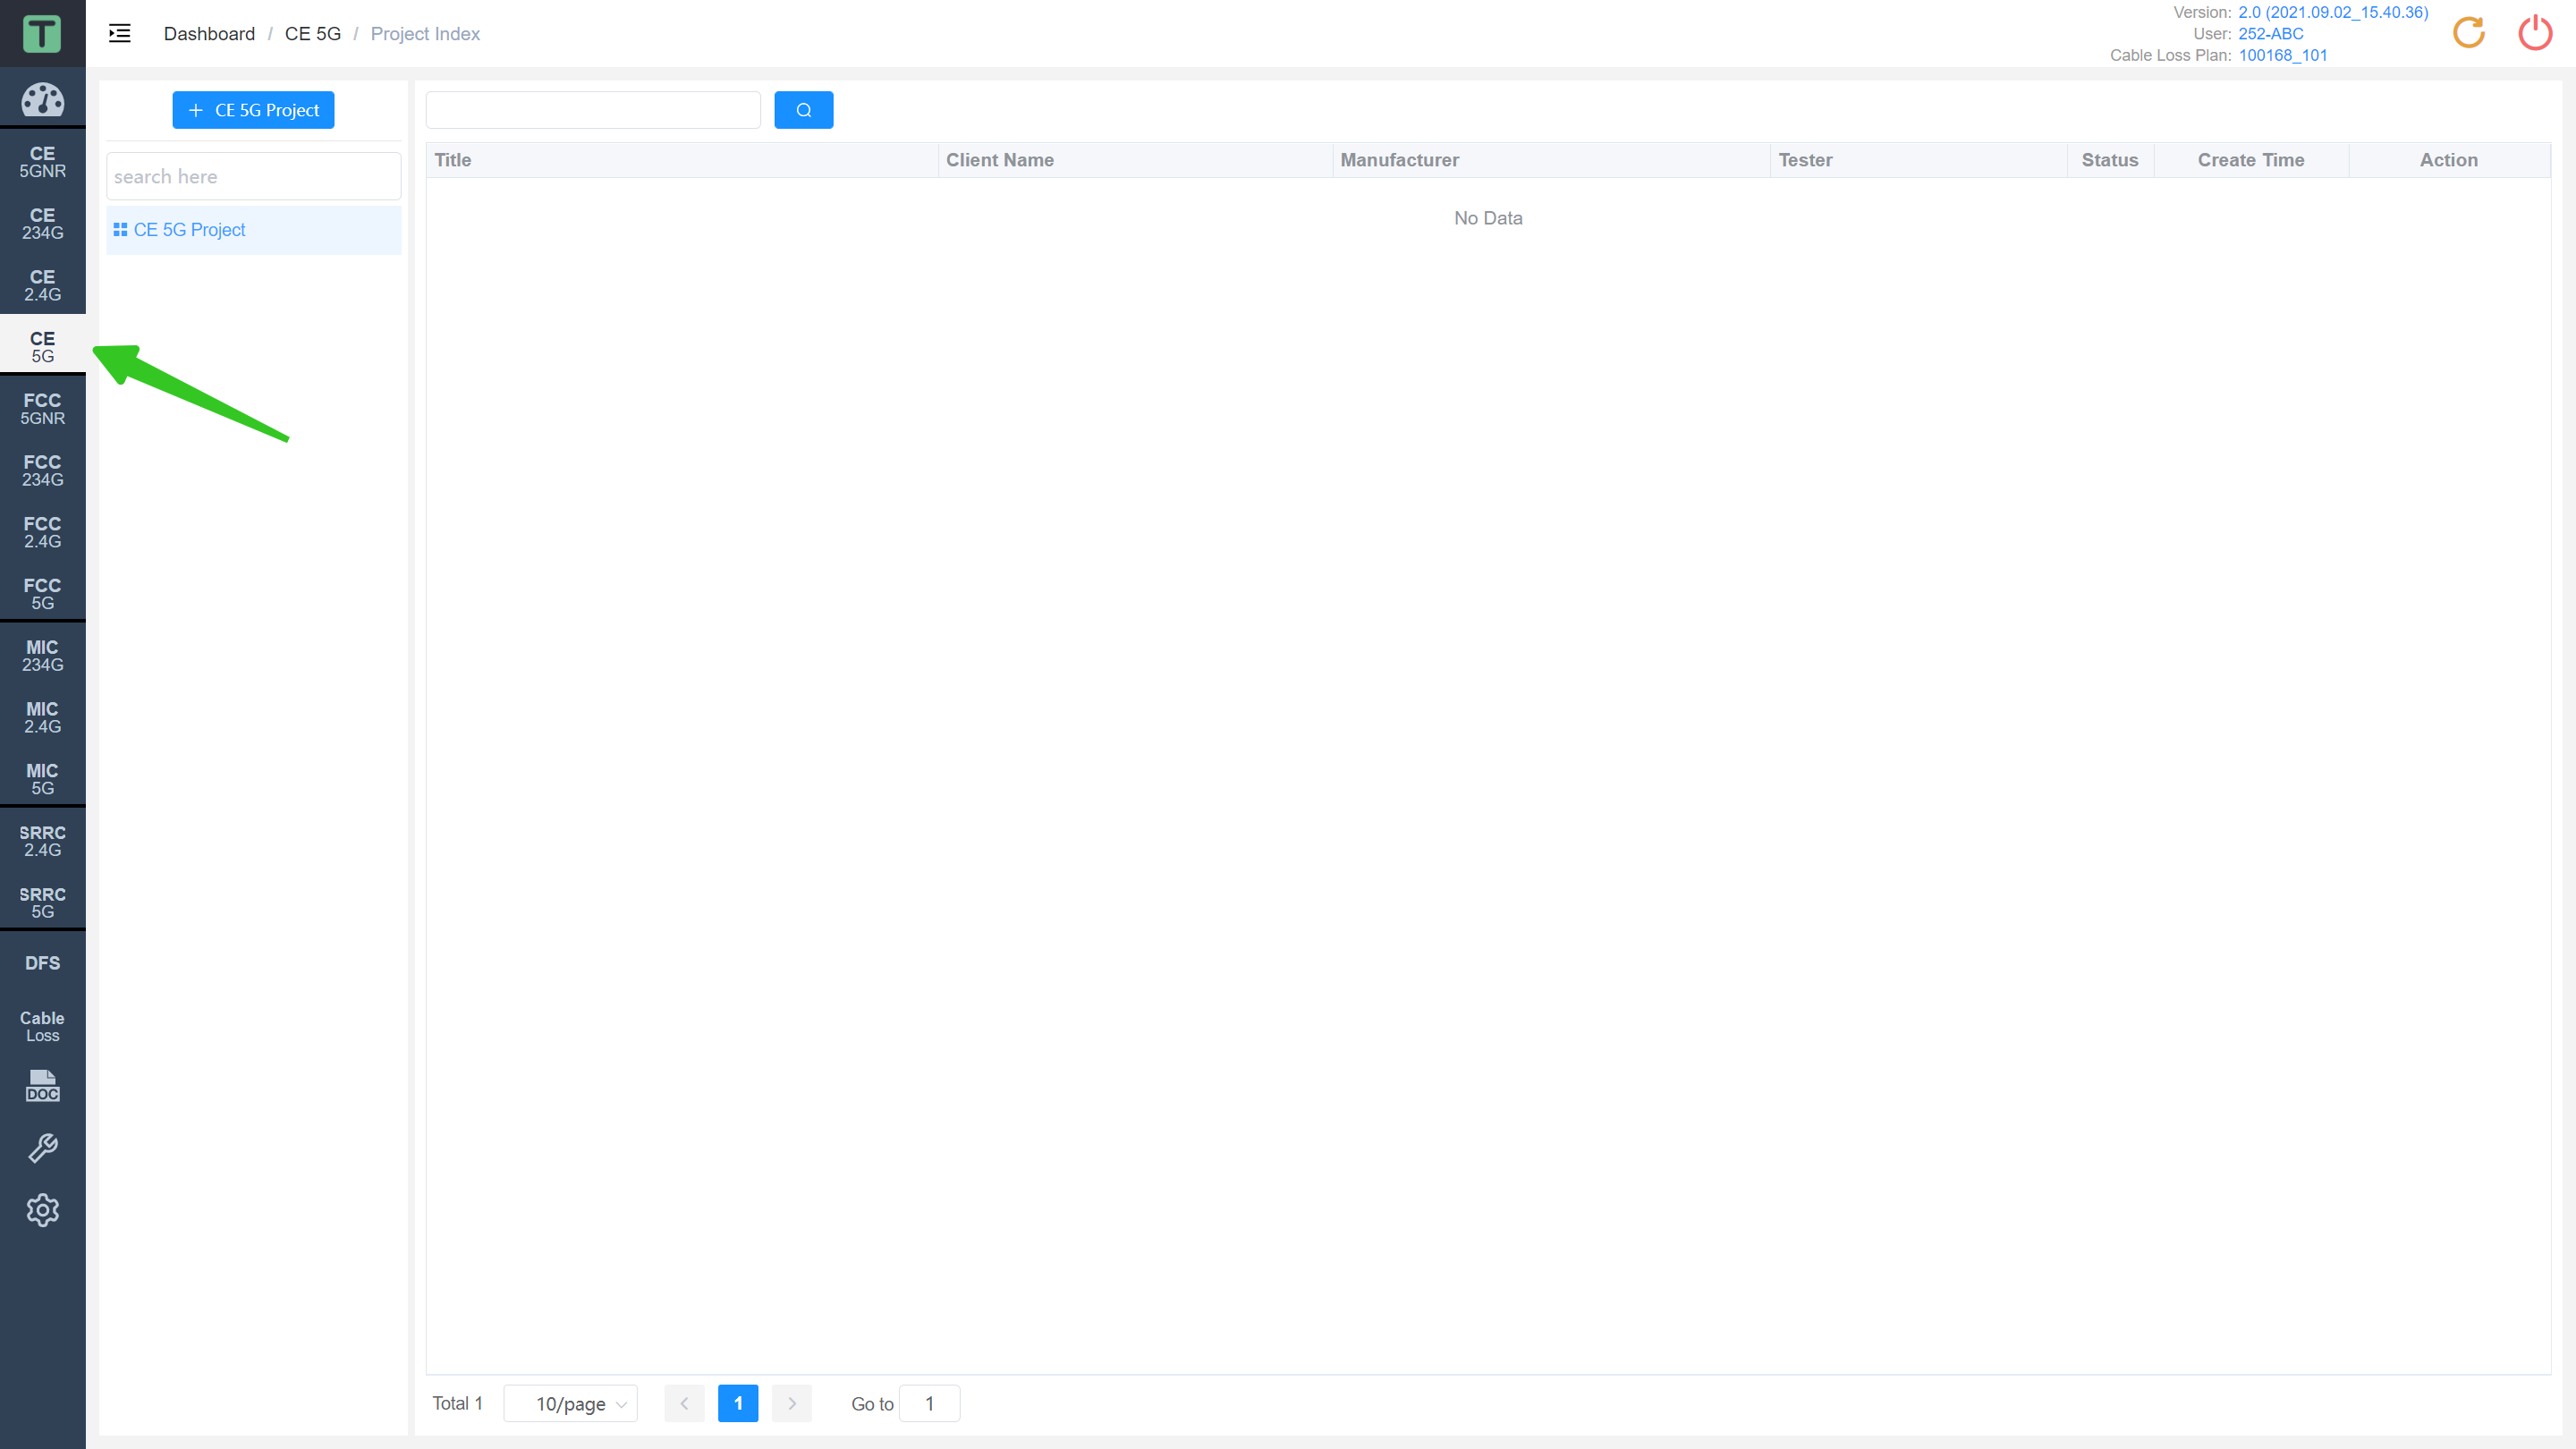 T
Dashboard / CE 5G / Project Index
Version: 2.0 (2021.09.02_15.40.36)
User: 252-ABC
Cable Loss Plan: 100168_101
CE
5GNR
CE
234G
CE
2.4G
CE
5G
FCC
5GNR
FCC
234G
FCC
2.4G
FCC
5G
MIC
234G
MIC
2.4G
MIC
5G
SRRC
2.4G
SRRC
5G
DFS
Cable
Loss
DOC
+ CE 5G Project
search here
CE 5G Project
Title Client Name Manufacturer Tester Status Create Time Action
No Data
Total 1 10/page < 1 > Go to 1